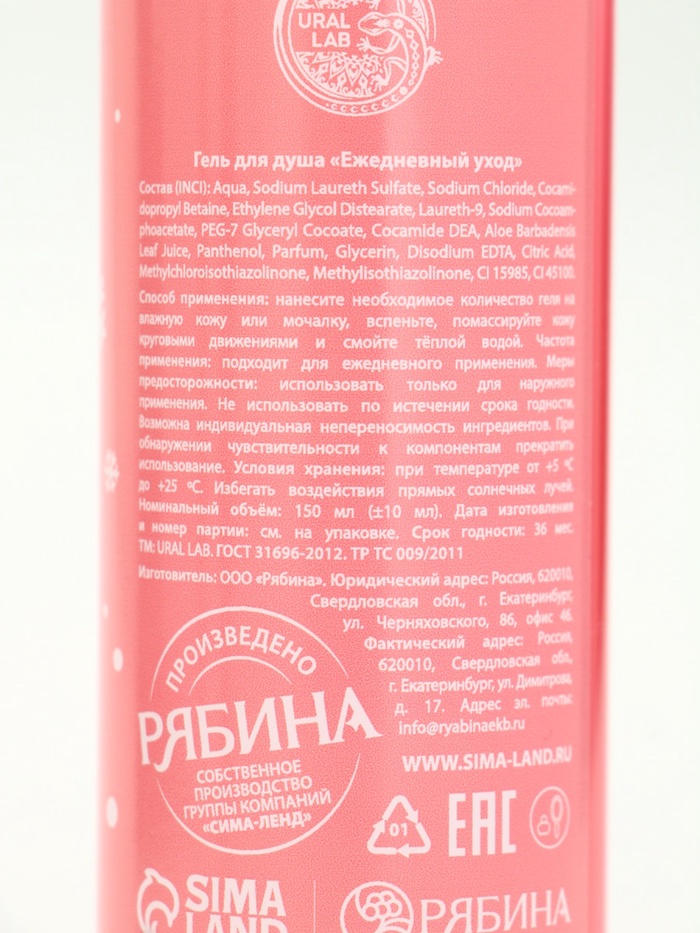 URAL
LAB
Гель для душа «Ежедневный уход»
Состав (INCI): Aqua, Sodium Laureth Sulfate, Sodium Chloride, Cocami-
dopropyl Betaine, Ethylene Glycol Distearate, Laureth-9, Sodium Cocoam-
phoacetate, PEG-7 Glyceryl Cocoate, Cocamide DEA, Aloe Barbadensis
Leaf Juice, Panthenol, Parfum, Glycerin, Disodium EDTA, Citric Acid,
Methylchloroisothiazolinone, Methylisothiazolinone, CI 15985, CI 45100.
Способ применения: нанесите необходимое количество геля на
влажную кожу или мочалку, вспеньте, помассируйте кожу
круговыми движениями и смойте тёплой водой. Частота
применения: подходит для ежедневного применения. Меры
предосторожности: использовать только для наружного
применения. Не использовать по истечении срока годности.
Возможна индивидуальная непереносимость ингредиентов. При
обнаружении чувствительности к компонентам прекратить
использование. Условия хранения: при температуре от +5 °C
до +25 °C. Избегать воздействия прямых солнечных лучей.
Номинальный объём: 150 мл (±10 мл). Дата изготовления
и номер партии: см. на упаковке. Срок годности: 36 мес.
ТМ: URAL LAB. ГОСТ 31696-2012. ТР ТС 009/2011
Изготовитель: ООО «Рябина». Юридический адрес: Россия, 620010,
Свердловская обл., г. Екатеринбург,
ул. Черняховского, 86, офис 46.
Фактический адрес: Россия,
620010, Свердловская обл.,
г. Екатеринбург, ул. Димитрова,
д. 17. Адрес эл. почты:
info@ryabinaekb.ru
WWW.SIMA-LAND.RU
ПРОИЗВЕДЕНО
РЯБИНА
СОБСТВЕННОЕ
ПРОИЗВОДСТВО
ГРУППЫ КОМПАНИЙ
«СИМА-ЛЕНД»
01
EAC
SIMA
LAND
РЯБИНА